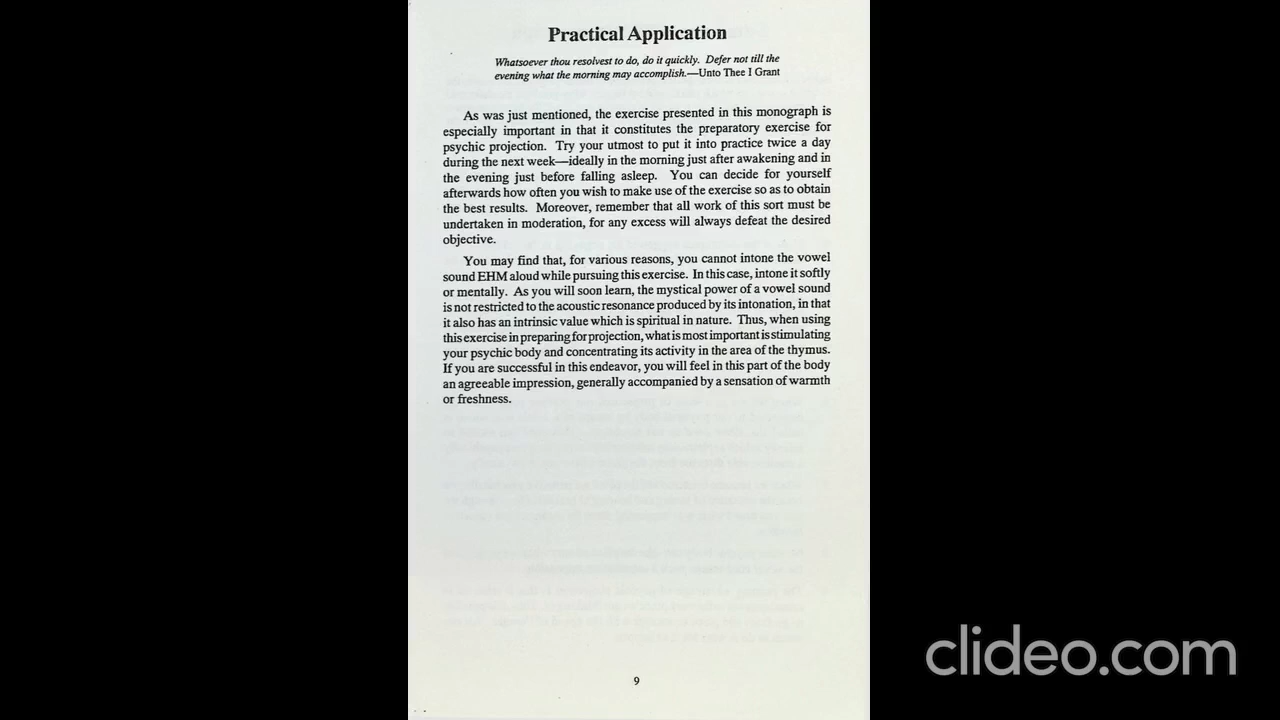 Practical Application
Whatsoever thou resolvest to do, do it quickly. Defer not till the
evening what the morning may accomplish.—Unto Thee I Grant
As was just mentioned, the exercise presented in this monograph is
especially important in that it constitutes the preparatory exercise for
psychic projection. Try your utmost to put it into practice twice a day
during the next week—ideally in the morning just after awakening and in
the evening just before falling asleep. You can decide for yourself
afterwards how often you wish to make use of the exercise so as to obtain
the best results. Moreover, remember that all work of this sort must be
undertaken in moderation, for any excess will always defeat the desired
objective.
You may find that, for various reasons, you cannot intone the vowel
sound EHM aloud while pursuing this exercise. In this case, intone it softly
or mentally. As you will soon learn, the mystical power of a vowel sound
is not restricted to the acoustic resonance produced by its intonation, in that
it also has an intrinsic value which is spiritual in nature. Thus, when using
this exercise in preparing for projection, what is most important is stimulating
your psychic body and concentrating its activity in the area of the thymus.
If you are successful in this endeavor, you will feel in this part of the body
an agreeable impression, generally accompanied by a sensation of warmth
or freshness.
9
clideo.com